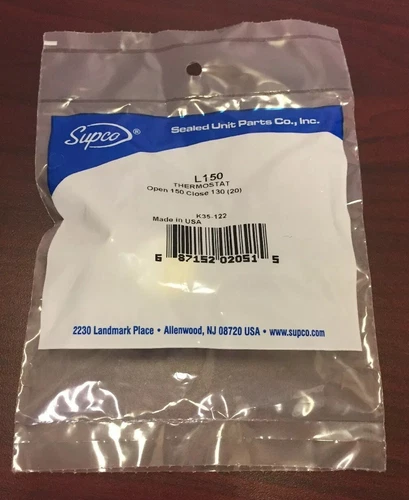 Supco®
Sealed Unit Parts Co., Inc.
L150
THERMOSTAT
Open 150 Close 130 (20)
K35-122
Made in USA
6 87152 02051 5
2230 Landmark Place • Allenwood, NJ 08720 USA • www.supco.com